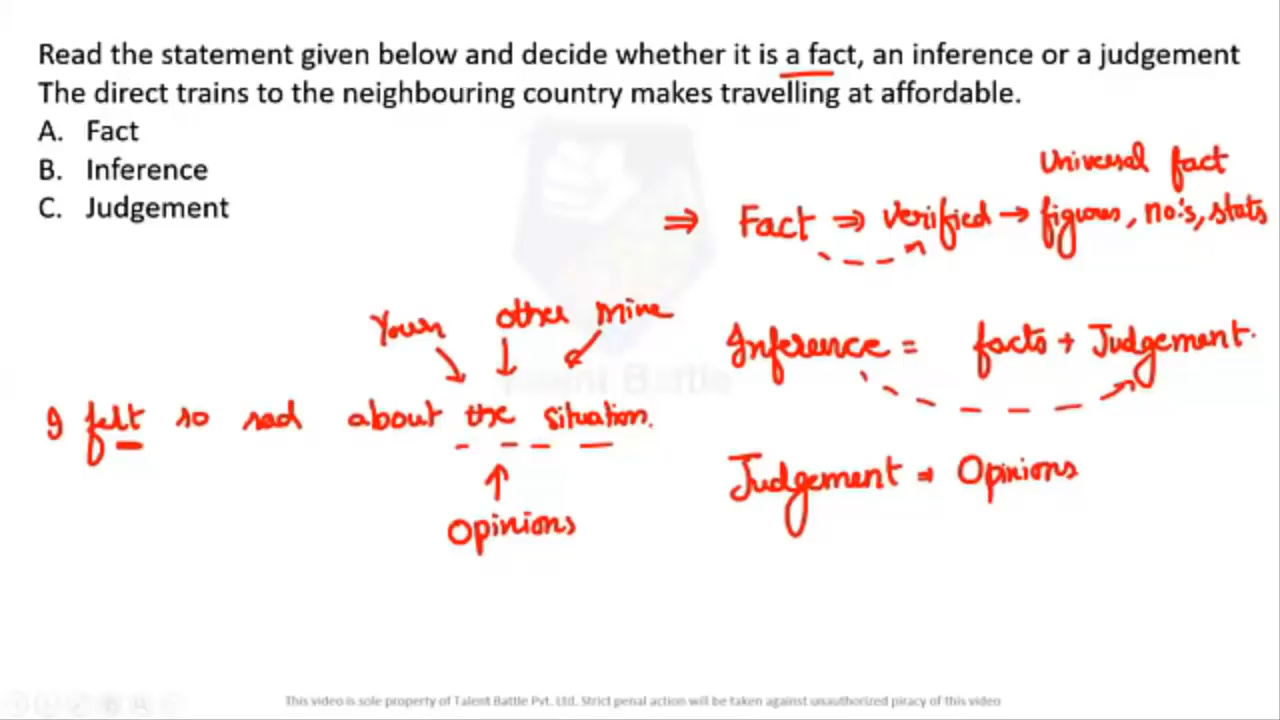 Read the statement given below and decide whether it is a fact, an inference or a judgement
The direct trains to the neighbouring country makes travelling at affordable.
A. Fact
B. Inference
C. Judgement
Universal fact
⇒ Fact ⇒ verified → figures, no:s, stats
Yours other mine
Inference = facts + Judgement.
Talent Battle
I felt so sad about the situation.
Judgement → Opinions
Opinions
This video is sole property of Talent Battle Pvt. Ltd. Strict penal action will be taken against unauthorized piracy of this video